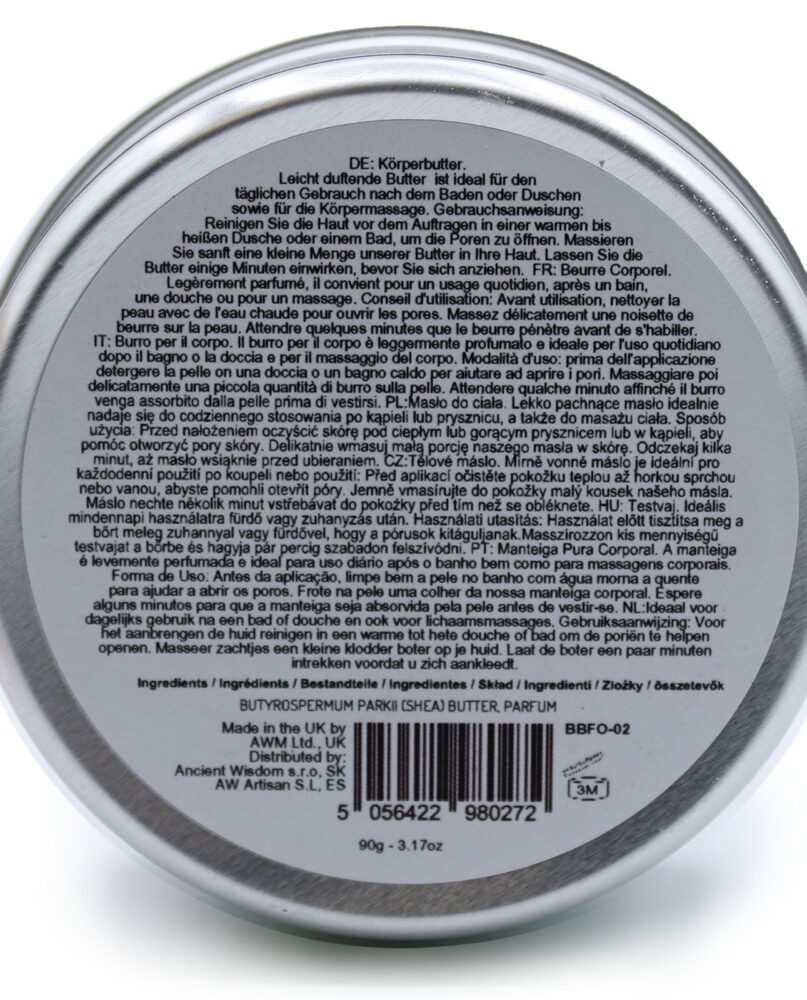 DE: Körperbutter.
Leicht duftende Butter ist ideal für den
täglichen Gebrauch nach dem Baden oder Duschen
sowie für die Körpermassage. Gebrauchsanweisung:
Reinigen Sie die Haut vor dem Auftragen in einer warmen bis
heißen Dusche oder einem Bad, um die Poren zu öffnen. Massieren
Sie sanft eine kleine Menge unserer Butter in Ihre Haut. Lassen Sie die
Butter einige Minuten einwirken, bevor Sie sich anziehen. FR: Beurre Corporel.
Legèrement parfumé, il convient pour un usage quotidien, après un bain,
une douche ou pour un massage. Conseil d'utilisation: Avant utilisation, nettoyer la
peau avec de l'eau chaude pour ouvrir les pores. Massez délicatement une noisette de
beurre sur la peau. Attendre quelques minutes que le beurre pénètre avant de s'habiller.
IT: Burro per il corpo. Il burro per il corpo è leggermente profumato e ideale per l'uso quotidiano
dopo il bagno o la doccia e per il massaggio del corpo. Modalità d'uso: prima dell'applicazione
detergere la pelle on una doccia o un bagno caldo per aiutare ad aprire i pori. Massaggiare poi
delicatamente una piccola quantità di burro sulla pelle. Attendere qualche minuto affinché il burro
venga assorbito dalla pelle prima di vestirsi. PL:Masło do ciała. Lekko pachnące masło idealnie
nadaje się do codziennego stosowania po kąpieli lub prysznicu, a także do masażu ciała. Sposób
użycia: Przed nałożeniem oczyścić skórę pod ciepłym lub gorącym prysznicem lub w kąpieli, aby
pomóc otworzyć pory skóry. Delikatnie wmasuj małą porcję naszego masła w skórę. Odczekaj kilka
minut, aż masło wsiąknie przed ubieraniem. CZ:Tělové máslo. Mírně vonné máslo je ideální pro
každodenní použití po koupeli nebo použití: Před aplikací očistěte pokožku teplou až horkou sprchou
nebo vanou, abyste pomohli otevřít póry. Jemně vmasírujte do pokožky malý kousek našeho másla.
Máslo nechte několik minut vstřebávat do pokožky před tím než se obléknete. HU: Testvaj. Ideális
mindennapi használatra fürdő vagy zuhanyzás után. Használati utasítás: Használat előtt tisztítsa meg a
bőrt meleg zuhannyal vagy fürdővel, hogy a pórusok kitáguljanak.Masszírozzon kis mennyiségű
testvajat a bőrbe és hagyja pár percig szabadon felszívódni. PT: Manteiga Pura Corporal. A manteiga
é levemente perfumada e ideal para uso diário após o banho bem como para massagens corporais.
Forma de Uso: Antes da aplicação, limpe bem a pele no banho com água morna a quente
para ajudar a abrir os poros. Frote na pele uma colher da nossa manteiga corporal. Espere
alguns minutos para que a manteiga seja absorvida pela pele antes de vestir-se. NL:Ideaal voor
dagelijks gebruik na een bad of douche en ook voor lichaamsmassages. Gebruiksaanwijzing: Voor
het aanbrengen de huid reinigen in een warme tot hete douche of bad om de poriën te helpen
openen. Masseer zachtjes een kleine klodder boter op je huid. Laat de boter een paar minuten
intrekken voordat u zich aankleedt.
Ingredients / Ingrédients / Bestandteile / Ingredientes / Skład / Ingredienti / Zložky / összetevők
BUTYROSPERMUM PARKII (SHEA) BUTTER, PARFUM
Made in the UK by
AWM Ltd., UK
Distributed by:
Ancient Wisdom s.r.o, SK
AW Artisan S.L, ES
5 056422 980272
BBFO-02
3M
90g - 3.17oz